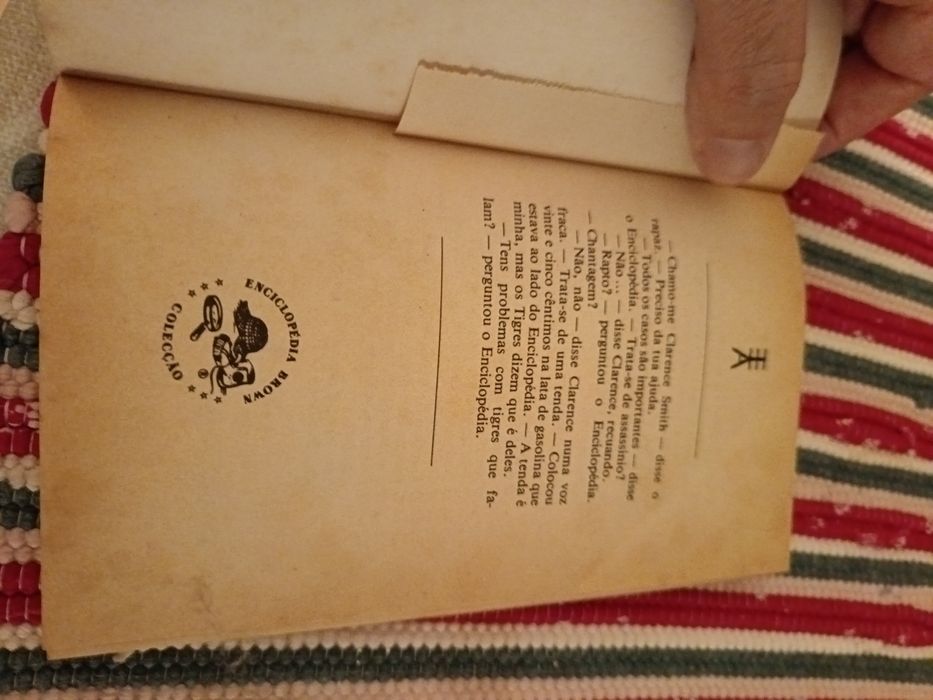 — Chamo-me Clarence Smith — disse o
rapaz. — Preciso da tua ajuda.
— Todos os casos são importantes — disse
o Enciclopédia. — Trata-se de assassínio?
— Não ... — disse Clarence, recuando.
— Rapto? — perguntou o Enciclopédia.
— Chantagem?
— Não, não — disse Clarence numa voz
fraca. — Trata-se de uma tenda. — Colocou
vinte e cinco cêntimos na lata de gasolina que
estava ao lado do Enciclopédia. — A tenda é
minha, mas os Tigres dizem que é deles.
— Tens problemas com tigres que fa-
lam? — perguntou o Enciclopédia.
ENCICLOPÉDIA BROWN
®
COLECÇÃO